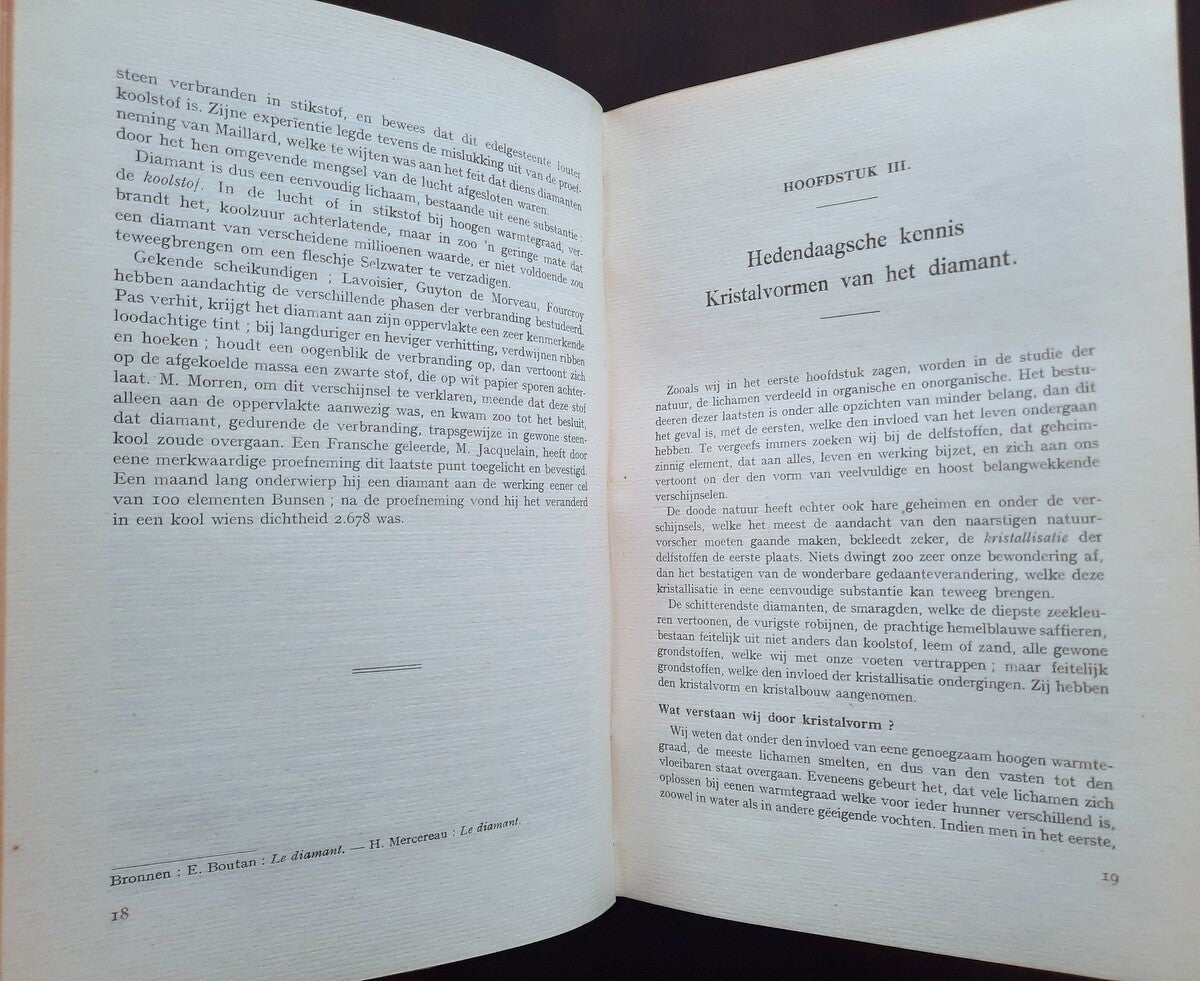 steen verbranden in stikstof, en bewees dat dit edelgesteente louter
koolstof is. Zijne experïentie legde tevens de mislukking uit van de proef-
neming van Maillard, welke te wijten was aan het feit dat diens diamanten
door het hen omgevende mengsel van de lucht afgesloten waren.
Diamant is dus een eenvoudig lichaam, bestaande uit eene substantie :
de koolstof. In de lucht of in stikstof bij hoogen warmtegraad, ver-
brandt het, koolzuur achterlatende, maar in zoo 'n geringe mate dat
een diamant van verscheidene millioenen waarde, er niet voldoende zou
teweegbrengen om een fleschje Selzwater te verzadigen.
Gekende scheikundigen ; Lavoisier, Guyton de Morveau, Fourcroy
hebben aandachtig de verschillende phasen der verbranding bestudeerd.
Pas verhit, krijgt het diamant aan zijn oppervlakte een zeer kenmerkende
loodachtige tint ; bij langduriger en heviger verhitting, verdwijnen ribben
en hoeken ; houdt een oogenblik de verbranding op, dan vertoont zich
op de afgekoelde massa een zwarte stof, die op wit papier sporen achter-
laat. M. Morren, om dit verschijnsel te verklaren, meende dat deze stof
alleen aan de oppervlakte aanwezig was, en kwam zoo tot het besluit,
dat diamant, gedurende de verbranding, trapsgewijze in gewone steen-
kool zoude overgaan. Een Fransche geleerde, M. Jacquelain, heeft door
eene merkwaardige proefneming dit laatste punt toegelicht en bevestigd.
Een maand lang onderwierp hij een diamant aan de werking eener cel
van 100 elementen Bunsen ; na de proefneming vond hij het veranderd
in een kool wiens dichtheid 2.678 was.
Bronnen : E. Boutan : Le diamant. — H. Mercereau : Le diamant.
18
HOOFDSTUK III.
Hedendaagsche kennis
Kristalvormen van het diamant.
Zooals wij in het eerste hoofdstuk zagen, worden in de studie der
natuur, de lichamen verdeeld in organische en onorganische. Het bestu-
deeren dezer laatsten is onder alle opzichten van minder belang, dan dit
het geval is, met de eersten, welke den invloed van het leven ondergaan
hebben. Te vergeefs immers zoeken wij bij de delfstoffen, dat geheim-
zinnig element, dat aan alles, leven en werking bijzet, en zich aan ons
vertoont on der den vorm van veelvuldige en hoost belangwekkende
verschijnselen.
De doode natuur heeft echter ook hare geheimen en onder de ver-
schijnsels, welke het meest de aandacht van den naarstigen natuur-
vorscher moeten gaande maken, bekleedt zeker, de kristallisatie der
delfstoffen de eerste plaats. Niets dwingt zoo zeer onze bewondering af,
dan het bestatigen van de wonderbare gedaanteverandering, welke deze
kristallisatie in eene eenvoudige substantie kan teweeg brengen.
De schitterendste diamanten, de smaragden, welke de diepste zeekleu-
ren vertoonen, de vurigste robijnen, de prachtige hemelblauwe saffieren,
bestaan feitelijk uit niet anders dan koolstof, leem of zand, alle gewone
grondstoffen, welke wij met onze voeten vertrappen ; maar feitelijk
grondstoffen, welke den invloed der kristallisatie ondergingen. Zij hebben
den kristalvorm en kristalbouw aangenomen.
Wat verstaan wij door kristalvorm ?
Wij weten dat onder den invloed van eene genoegzaam hoogen warmte-
graad, de meeste lichamen smelten, en dus van den vasten tot den
vloeibaren staat overgaan. Eveneens gebeurt het, dat vele lichamen zich
oplossen bij eenen warmtegraad welke voor ieder hunner verschillend is,
zoowel in water als in andere gëeigende vochten. Indien men in het eerste,
19